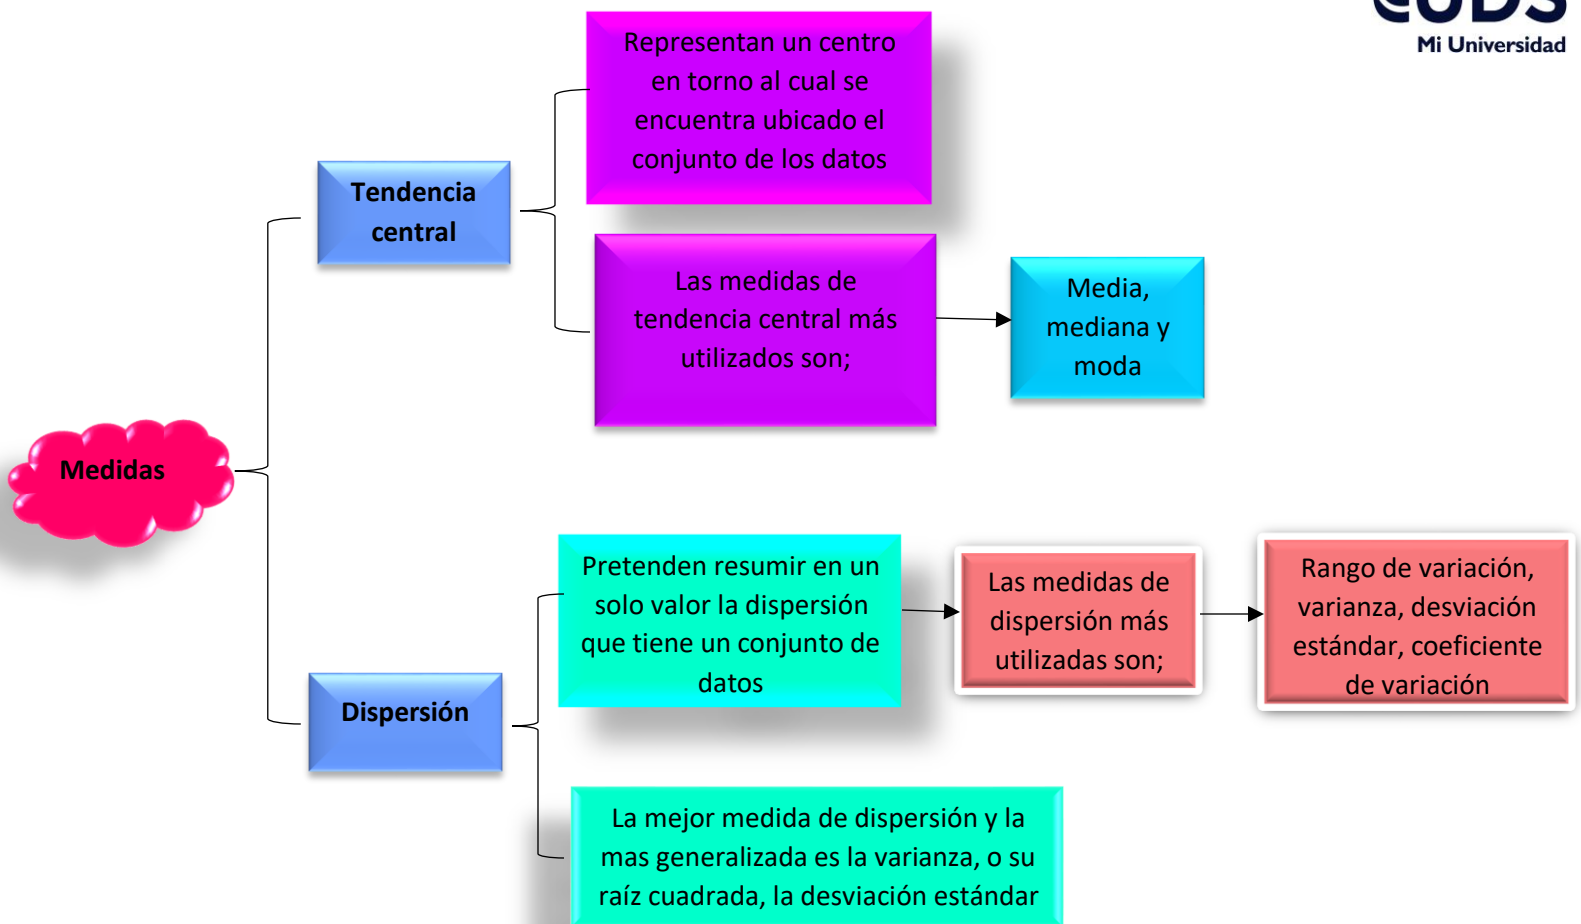 Mi Universidad
Representan un centro
en torno al cual se
encuentra ubicado el
conjunto de los datos
Tendencia
central
Las medidas de
tendencia central más
utilizados son;
Media,
mediana y
moda
Medidas
Pretenden resumir en un
solo valor la dispersión
que tiene un conjunto de
datos
Las medidas de
dispersión más
utilizadas son;
Rango de variación,
varianza, desviación
estándar, coeficiente
de variación
Dispersión
La mejor medida de dispersión y la
mas generalizada es la varianza, o su
raíz cuadrada, la desviación estándar